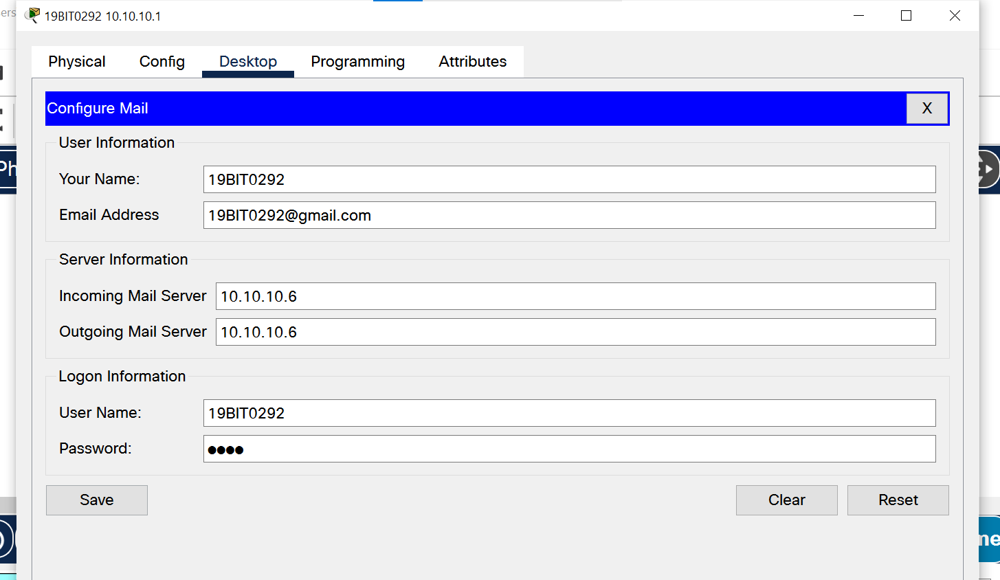 ers
19BIT0292 10.10.10.1
Physical Config Desktop Programming Attributes
Configure Mail X
User Information
Ph
Your Name: 19BIT0292
Email Address 19BIT0292@gmail.com
Server Information
Incoming Mail Server 10.10.10.6
Outgoing Mail Server 10.10.10.6
Logon Information
User Name: 19BIT0292
Password: ●●●●
Save Clear Reset
me